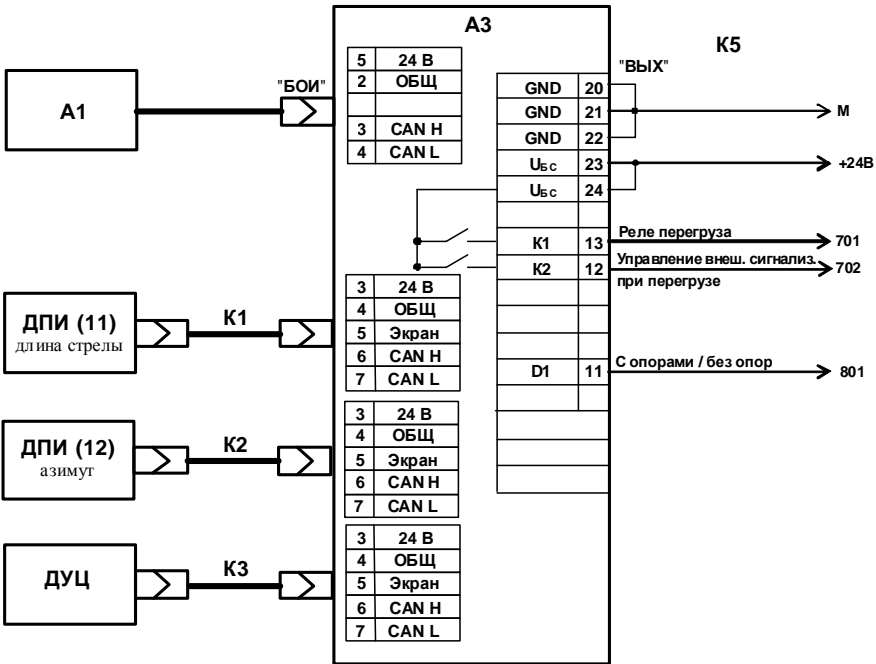 А3
К5
А1
"БОИ"
5 24 В
2 ОБЩ
3 CAN H
4 CAN L
"ВЫХ"
GND 20
GND 21
GND 22
UБС 23
UБС 24
К1 13
К2 12
D1 11
М
+24В
Реле перегруза
701
Управление внеш. сигнализ.
702
при перегрузе
С опорами / без опор
801
ДПИ (11)
длина стрелы
К1
3 24 В
4 ОБЩ
5 Экран
6 CAN H
7 CAN L
ДПИ (12)
азимут
К2
3 24 В
4 ОБЩ
5 Экран
6 CAN H
7 CAN L
ДУЦ
К3
3 24 В
4 ОБЩ
5 Экран
6 CAN H
7 CAN L